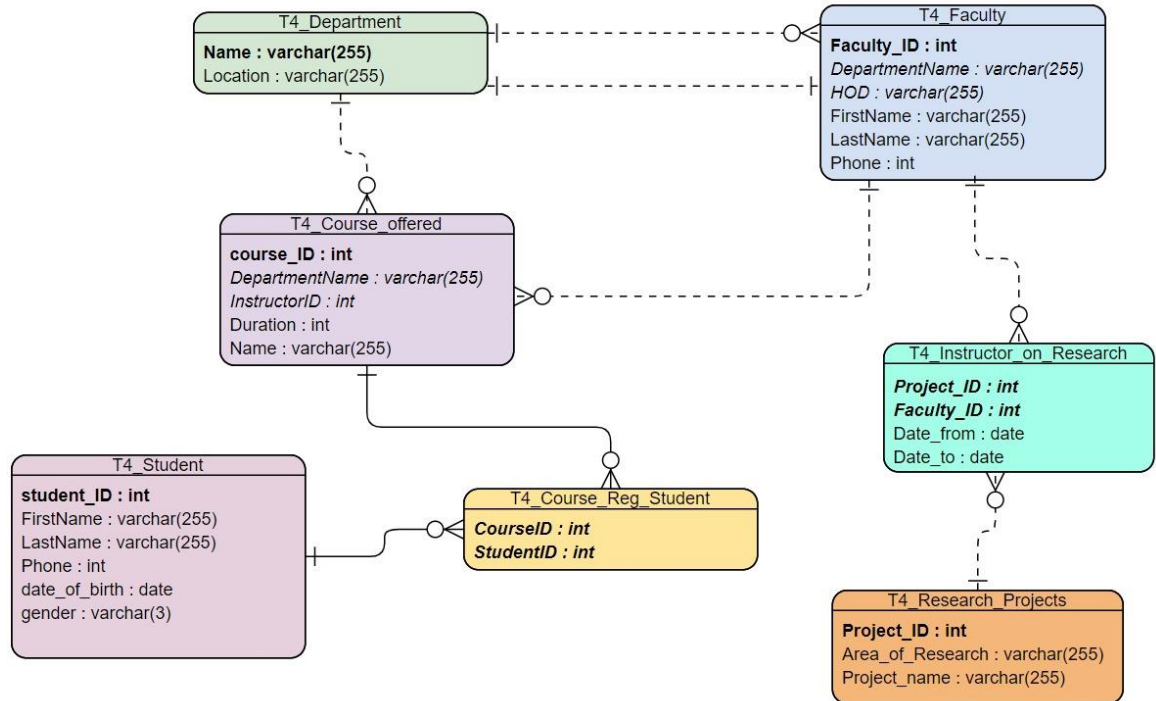 T4_Department
Name : varchar(255)
Location : varchar(255)
T4_Faculty
Faculty_ID : int
DepartmentName : varchar(255)
HOD : varchar(255)
FirstName : varchar(255)
LastName : varchar(255)
Phone : int
T4_Course_offered
course_ID : int
DepartmentName : varchar(255)
InstructorID : int
Duration : int
Name : varchar(255)
T4_Instructor_on_Research
Project_ID : int
Faculty_ID : int
Date_from : date
Date_to : date
T4_Student
student_ID : int
FirstName : varchar(255)
LastName : varchar(255)
Phone : int
date_of_birth : date
gender : varchar(3)
T4_Course_Reg_Student
CourseID : int
StudentID : int
T4_Research_Projects
Project_ID : int
Area_of_Research : varchar(255)
Project_name : varchar(255)